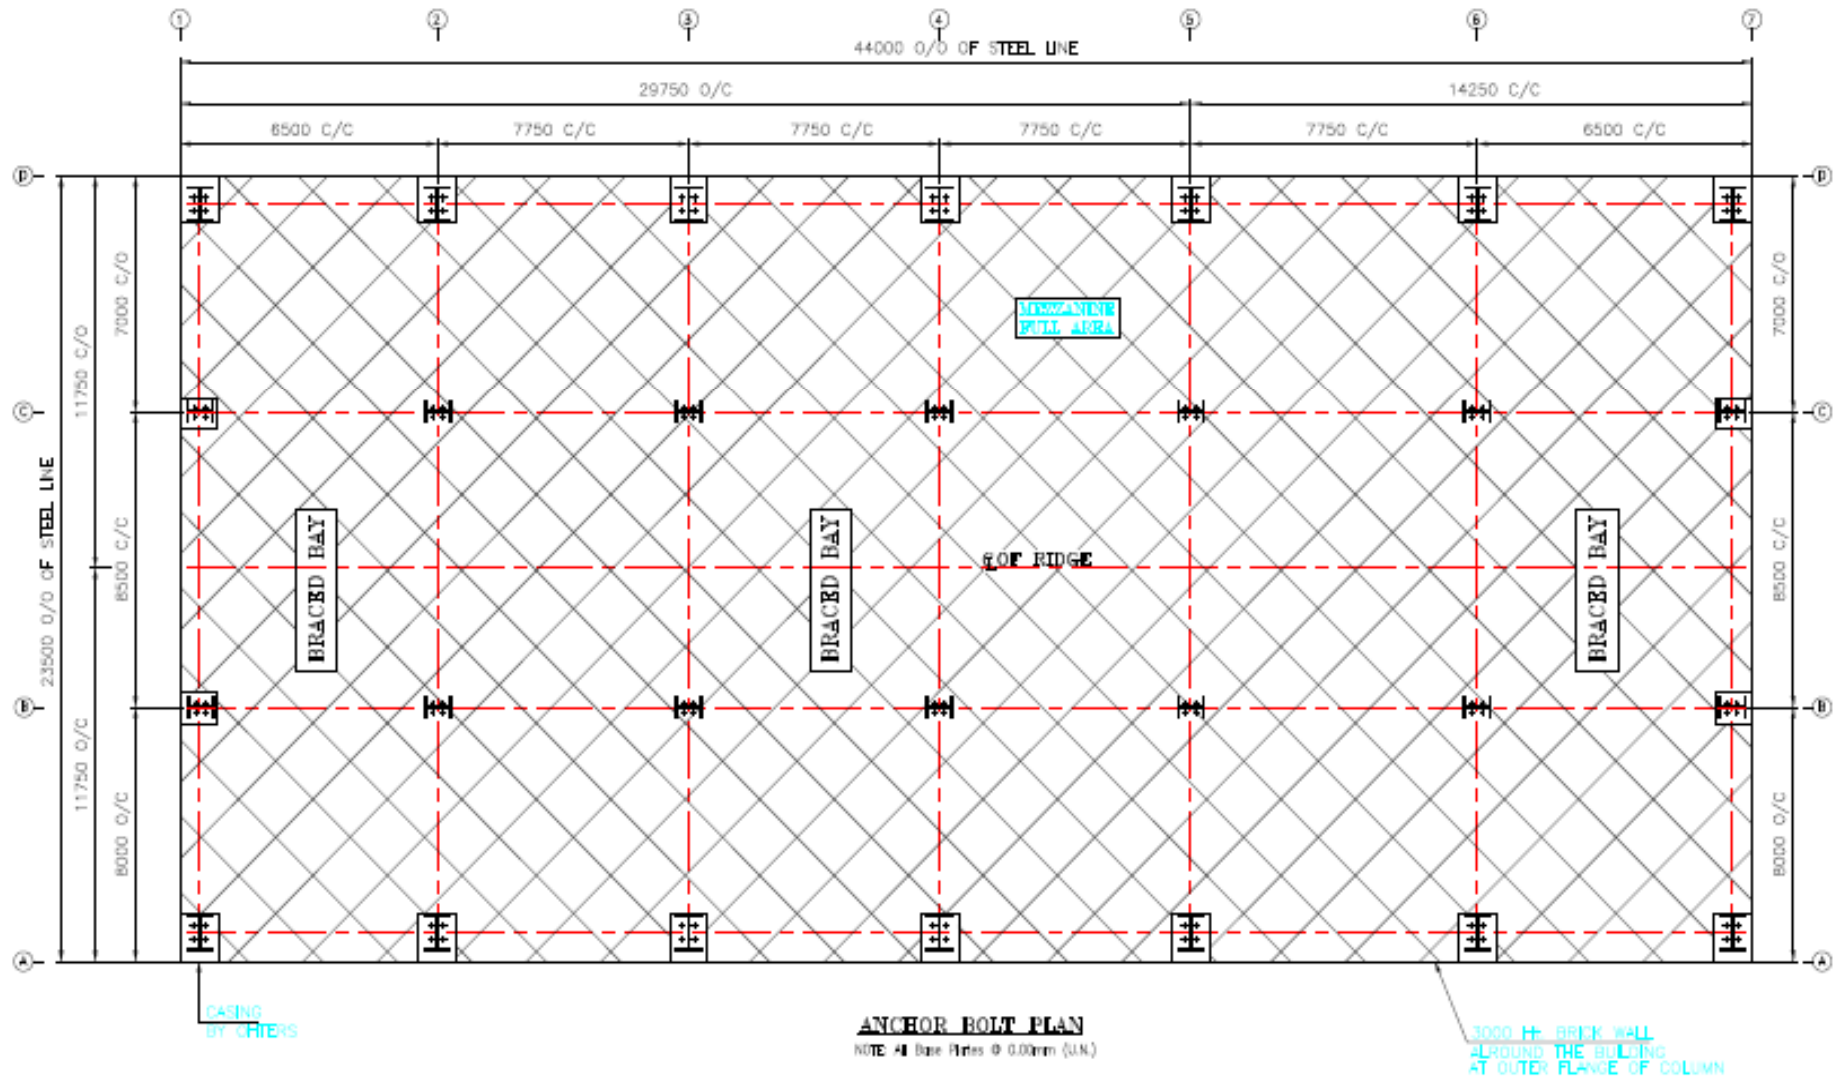 1 2 3 4 5 6 7
44000 O/O OF STEEL LINE
29750 O/C 14250 C/C
6500 C/C 7750 C/C 7750 C/C 7750 C/C 7750 C/C 6500 C/C
D D
7000 C/O 7000 C/O
MEZZANINE
FULL AREA
11750 C/O
C C
23500 O/O OF STEEL LINE
8500 C/C 8500 C/C
BRACED BAY BRACED BAY BRACED BAY
OF RIDGE
B B
11750 O/C
8000 O/C 8000 O/C
A A
CASING
BY OHTERS
ANCHOR BOLT PLAN
NOTE: All Base Plates @ 0.00mm (U.N.)
3000 Ht. BRICK WALL
ALROUND THE BUILDING
AT OUTER FLANGE OF COLUMN